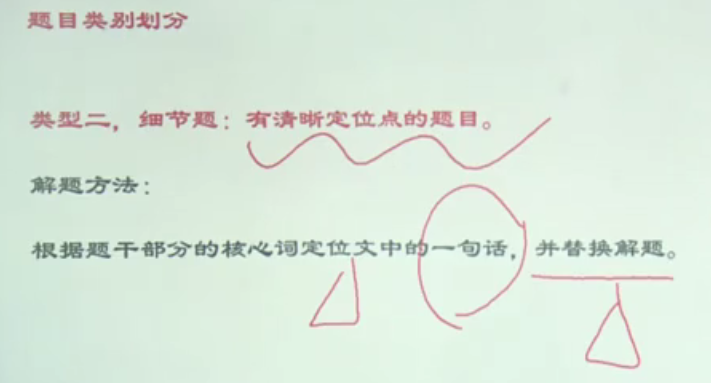 题目类别划分
类型二，细节题：有清晰定位点的题目。
解题方法：
根据题干部分的核心词定位文中的一句话，并替换解题。